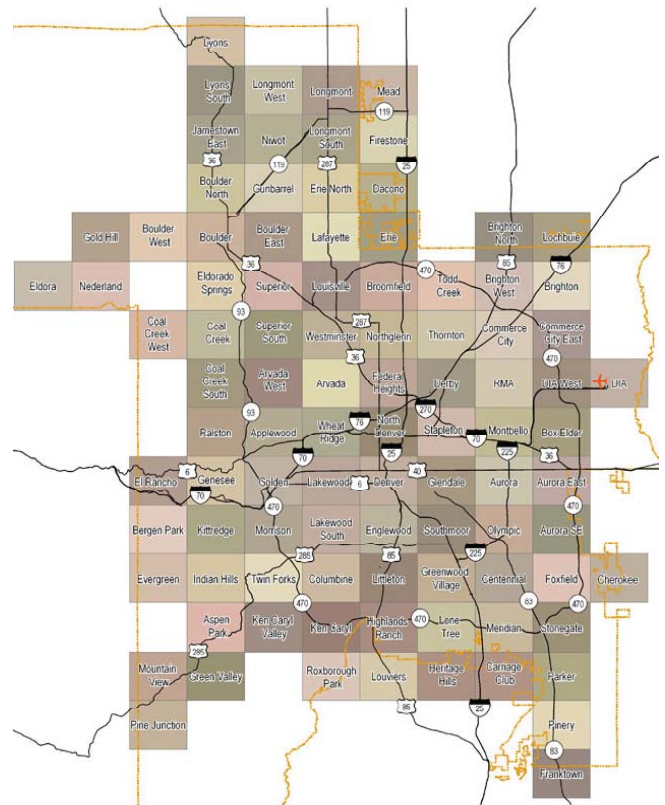 Lyons
Lyons
South
Longmont
West
Longmont
Mead
119
Jamestown
East
Niwot
Longmont
South
Firestone
36
119
287
25
Boulder
North
Gunbarrel
Erie North
Dacono
Gold Hill
Boulder
West
Boulder
Boulder
East
Lafayette
Erie
Brighton
North
Lochbuie
36
85
76
Eldora
Nederland
Eldorado
Springs
Superior
Louisville
Broomfield
470
Todd
Creek
Brighton
West
Brighton
93
287
Coal
Creek
West
Coal
Creek
Superior
South
Westminster
Northglenn
Thornton
Commerce
City
Commerce
City East
36
470
Coal
Creek
South
Arvada
West
Arvada
Federal
Heights
Derby
RMA
DIA West
DIA
93
76
270
Ralston
Applewood
Wheat
Ridge
North
Denver
Stapleton
Montbello
Box Elder
70
25
70
225
36
6
El Rancho
Genesee
Golden
Lakewood
6
Denver
40
Glendale
Aurora
Aurora East
70
470
470
Bergen Park
Kittredge
Morrison
Lakewood
South
Englewood
Southmoor
Olympic
Aurora SE
285
85
225
Evergreen
Indian Hills
Twin Forks
Columbine
Littleton
Greenwood
Village
Centennial
Foxfield
Cherokee
470
83
470
Aspen
Park
Ken Caryl
Valley
Ken Caryl
Highlands
Ranch
470
Lone
Tree
Meridian
Stonegate
285
Mountain
View
Green Valley
Roxborough
Park
Louviers
Heritage
Hills
Carnage
Club
Parker
85
25
Pine Junction
Pinery
83
Franktown